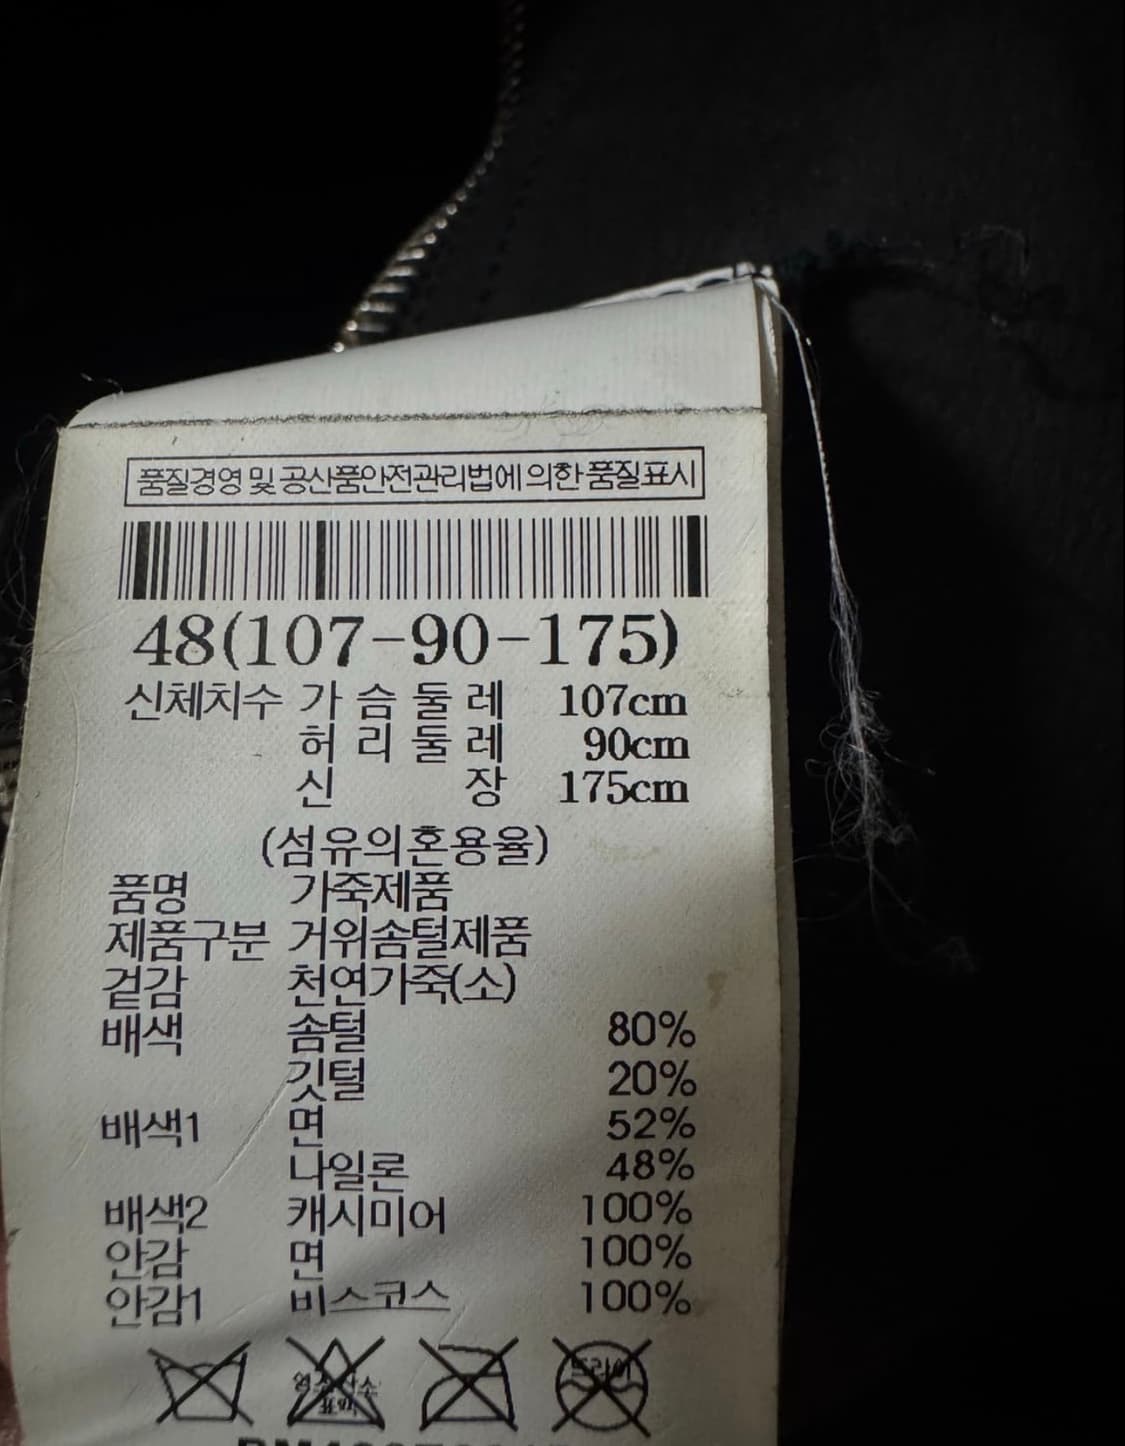 품질경영 및 공산품안전관리법에 의한 품질표시
48(107-90-175)
신체치수 가슴둘레 107cm
허리둘레 90cm
신장 175cm
(섬유의혼용율)
품명 가죽제품
제품구분 거위솜털제품
겉감 천연가죽(소)
배색 솜털 80%
깃털 20%
배색1 면 52%
나일론 48%
배색2 캐시미어 100%
안감 면 100%
안감1 비스코스 100%
드라이